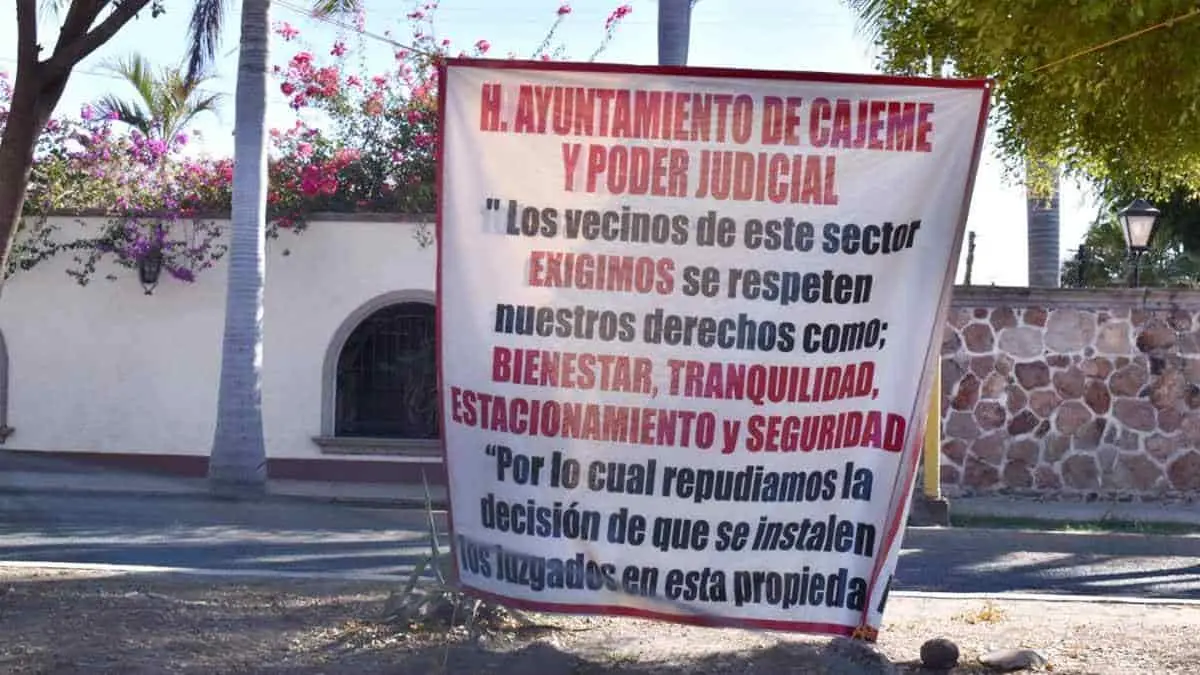 H. AYUNTAMIENTO DE CAJEME
Y PODER JUDICIAL
"Los vecinos de este sector
EXIGIMOS se respeten
nuestros derechos como;
BIENESTAR, TRANQUILIDAD,
ESTACIONAMIENTO y SEGURIDAD
"Por lo cual repudiamos la
decisión de que se instalen
los juzgados en esta propieda